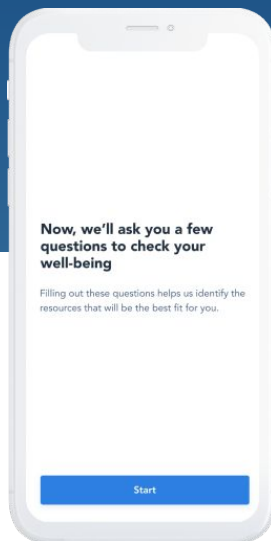 Now, we'll ask you a few
questions to check your
well-being
Filling out these questions helps us identify the
resources that will be the best fit for you.
Start